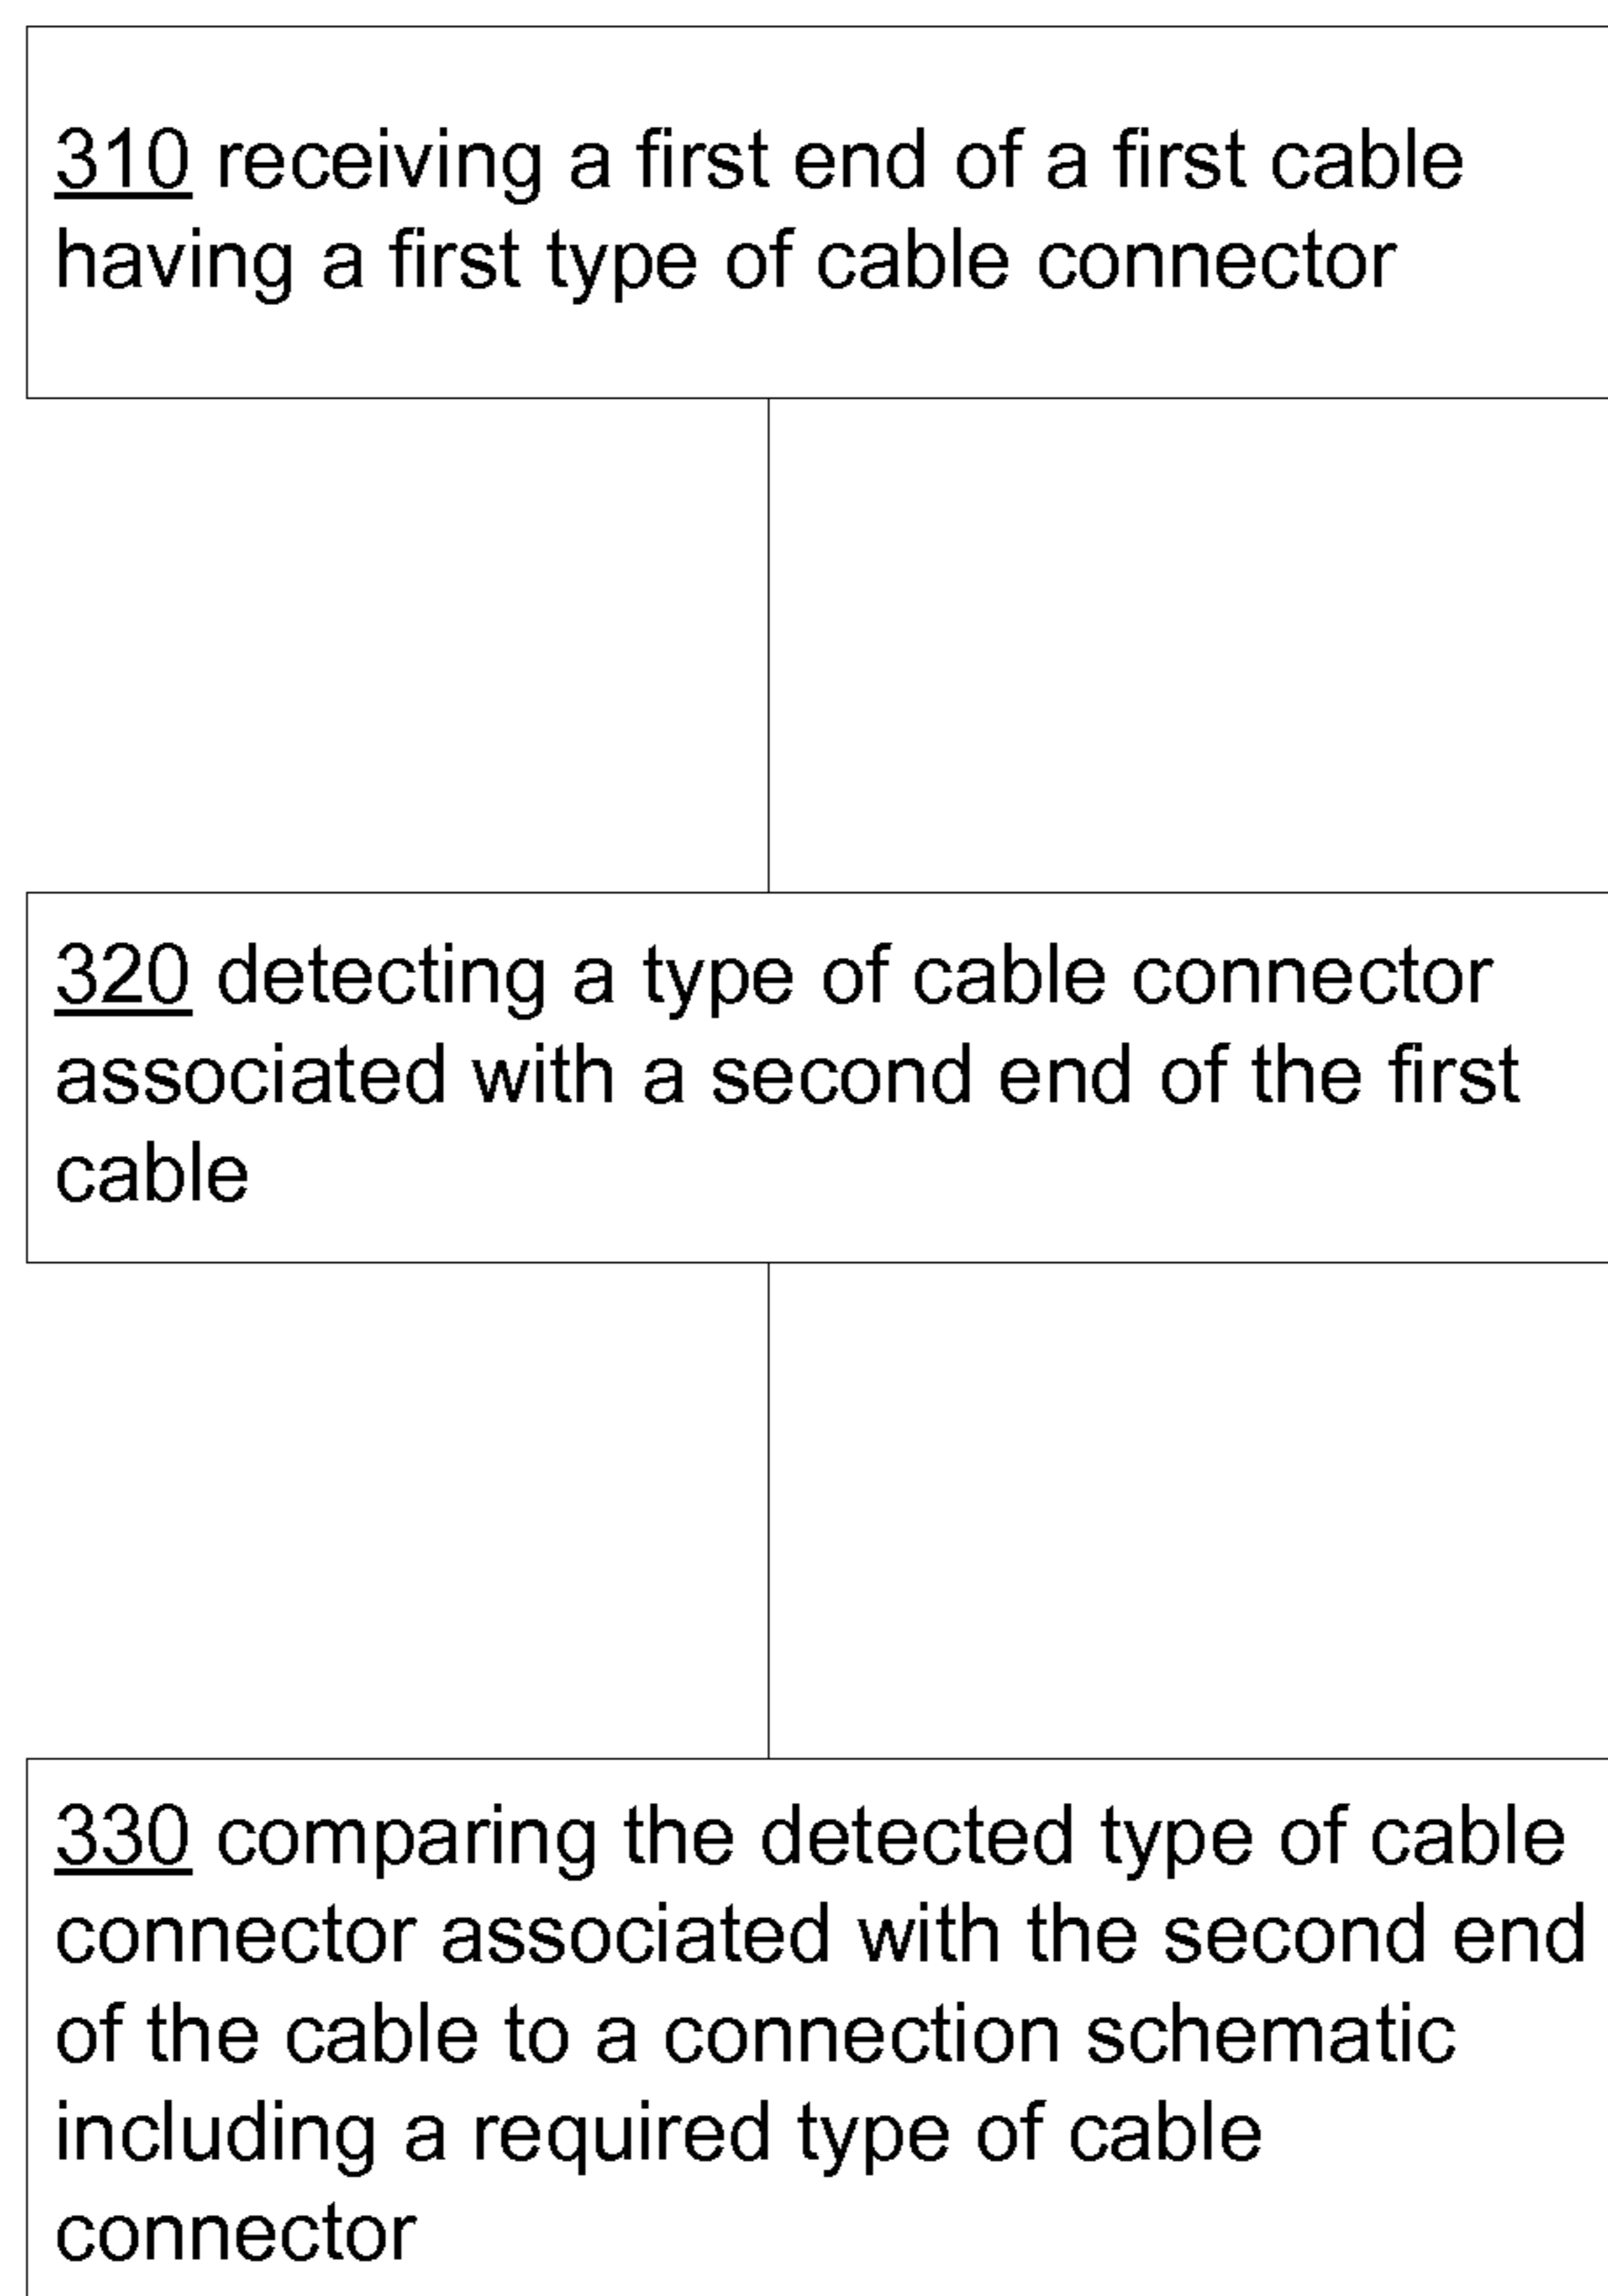 310 receiving a first end of a first cable
having a first type of cable connector
320 detecting a type of cable connector
associated with a second end of the first
cable
330 comparing the detected type of cable
connector associated with the second end
of the cable to a connection schematic
including a required type of cable
connector